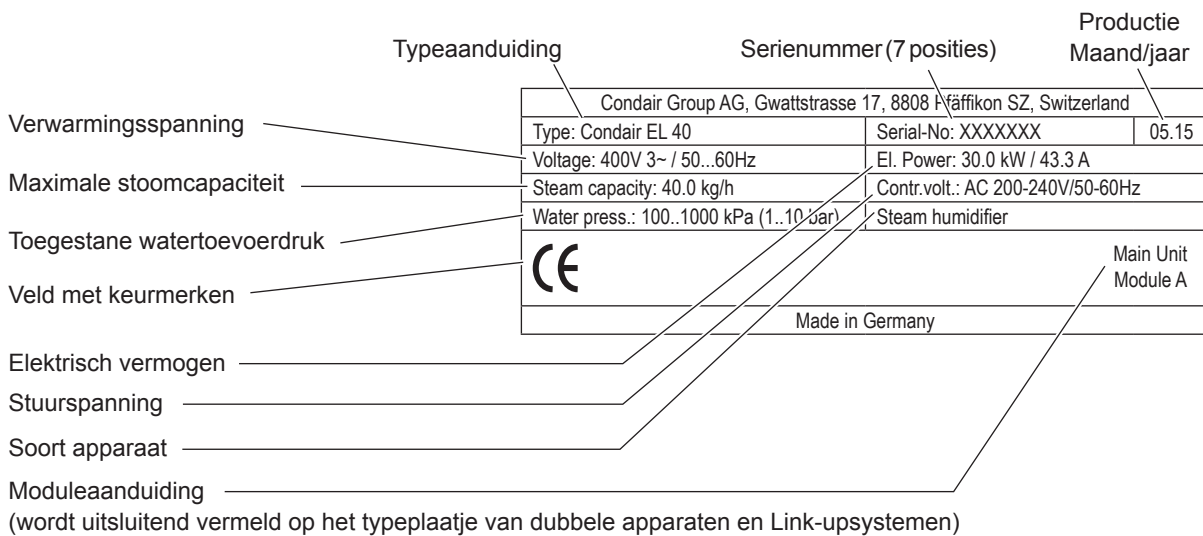 Productie
Maand/jaar
Typeaanduiding
Serienummer (7 posities)
Condair Group AG, Gwattstrasse 17, 8808 Pfäffikon SZ, Switzerland
Verwarmingsspanning
Type: Condair EL 40
Serial-No: XXXXXXX
05.15
Voltage: 400V 3~ / 50...60Hz
El. Power: 30.0 kW / 43.3 A
Maximale stoomcapaciteit
Steam capacity: 40.0 kg/h
Contr.volt.: AC 200-240V/50-60Hz
Water press.: 100..1000 kPa (1..10 bar)
Steam humidifier
Toegestane watertoevoerdruk
CE
Main Unit
Module A
Veld met keurmerken
Made in Germany
Elektrisch vermogen
Stuurspanning
Soort apparaat
Moduleaanduiding
(wordt uitsluitend vermeld op het typeplaatje van dubbele apparaten en Link-upsystemen)